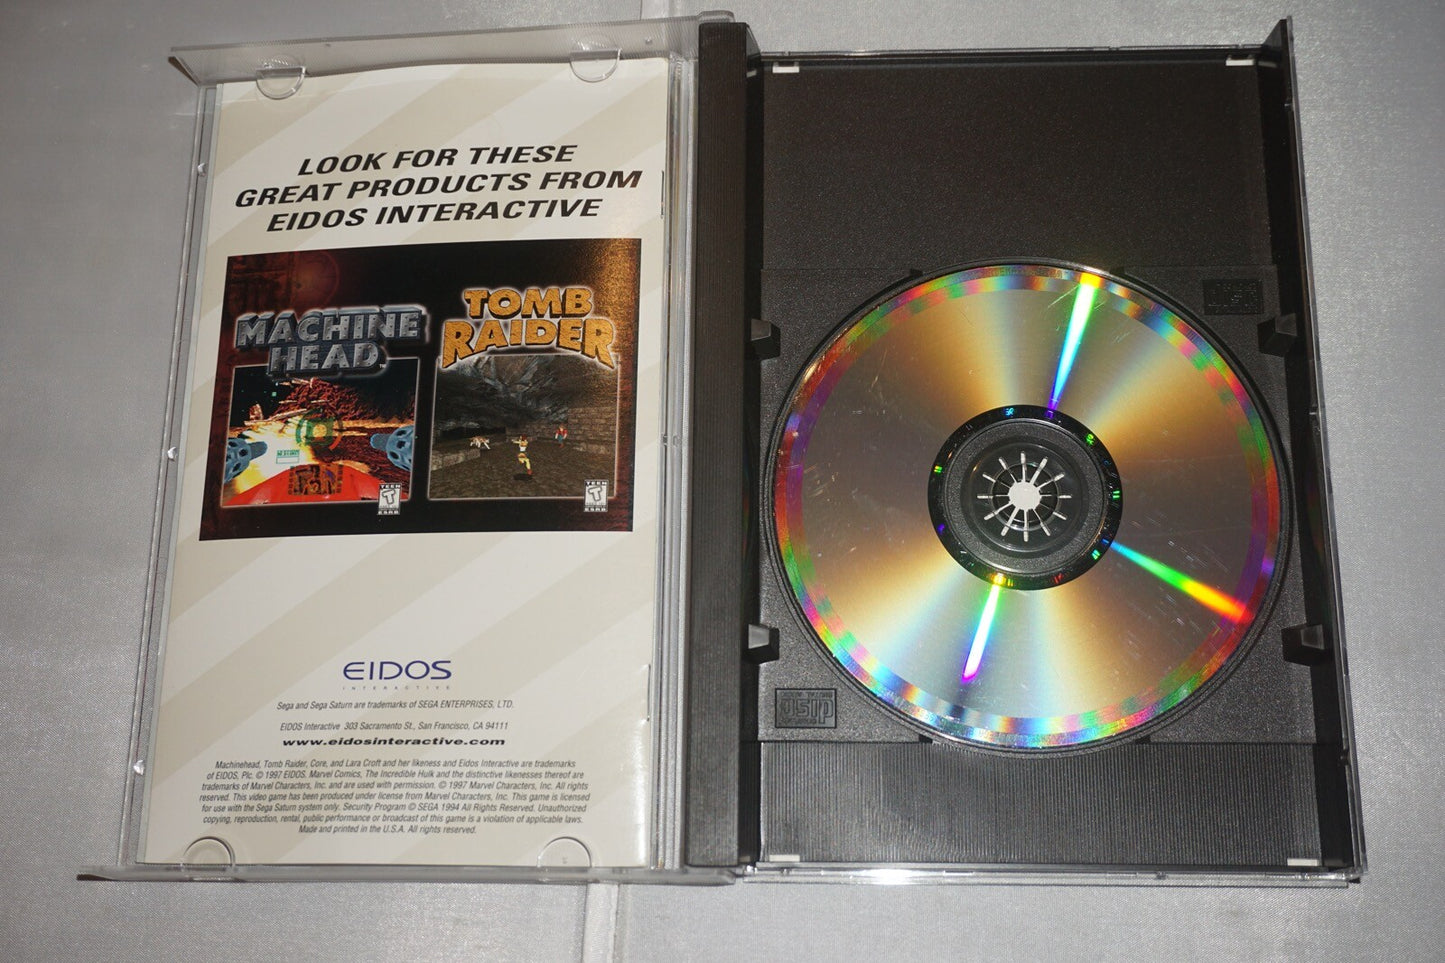 LOOK FOR THESE
GREAT PRODUCTS FROM
EIDOS INTERACTIVE
MACHINE
HEAD
TOMB
RAIDER
TEEN
T
ESRB
TEEN
T
ESRB
EIDOS
INTERACTIVE
Sega and Sega Saturn are trademarks of SEGA ENTERPRISES, LTD.
EIDOS Interactive 303 Sacramento St., San Francisco, CA 94111
www.eidosinteractive.com
Machinehead, Tomb Raider, Core, and Lara Croft and her likeness and Eidos Interactive are trademarks
of EIDOS, Plc. © 1997 EIDOS. Marvel Comics, The Incredible Hulk and the distinctive likenesses thereof are
trademarks of Marvel Characters, Inc. and are used with permission. © 1997 Marvel Characters, Inc. All rights
reserved. This video game has been produced under license from Marvel Characters, Inc. This game is licensed
for use with the Sega Saturn system only. Security Program © SEGA 1994 All Rights Reserved. Unauthorized
copying, reproduction, rental, public performance or broadcast of this game is a violation of applicable laws.
Made and printed in the U.S.A. All rights reserved.